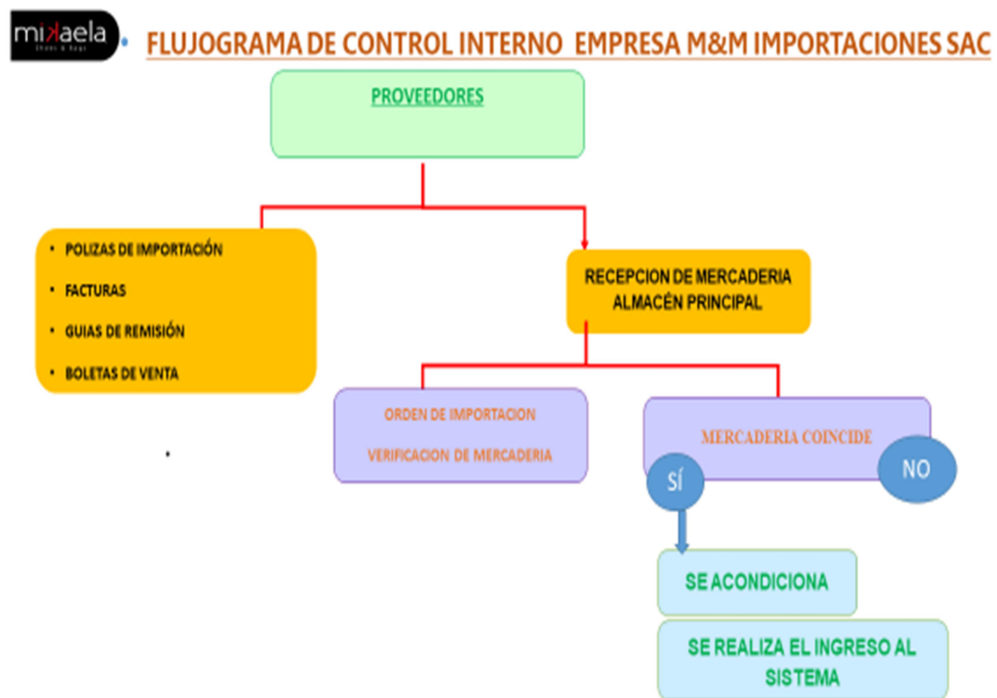 mikaela
Shoes & Bags
• FLUJOGRAMA DE CONTROL INTERNO EMPRESA M&M IMPORTACIONES SAC
PROVEEDORES
• POLIZAS DE IMPORTACIÓN
• FACTURAS
• GUIAS DE REMISIÓN
• BOLETAS DE VENTA
RECEPCION DE MERCADERIA
ALMACÉN PRINCIPAL
ORDEN DE IMPORTACION
VERIFICACION DE MERCADERIA
MERCADERIA COINCIDE
SÍ
NO
SE ACONDICIONA
SE REALIZA EL INGRESO AL
SISTEMA